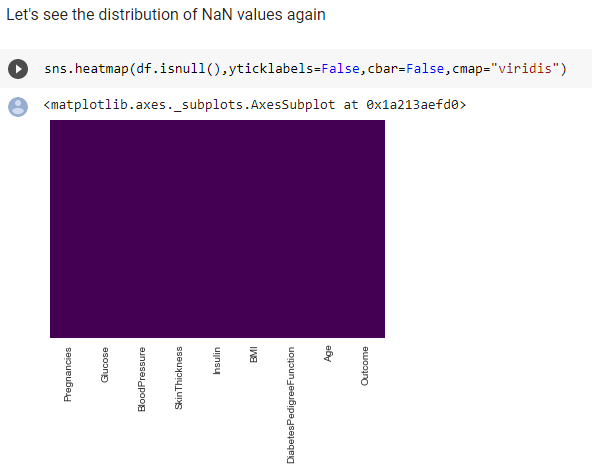 Let's see the distribution of NaN values again
sns.heatmap(df.isnull(),yticklabels=False,cbar=False,cmap="viridis")
<matplotlib.axes._subplots.AxesSubplot at 0x1a213aefd0>
Pregnancies
Glucose
BloodPressure
SkinThickness
Insulin
BMI
DiabetesPedigreeFunction
Age
Outcome